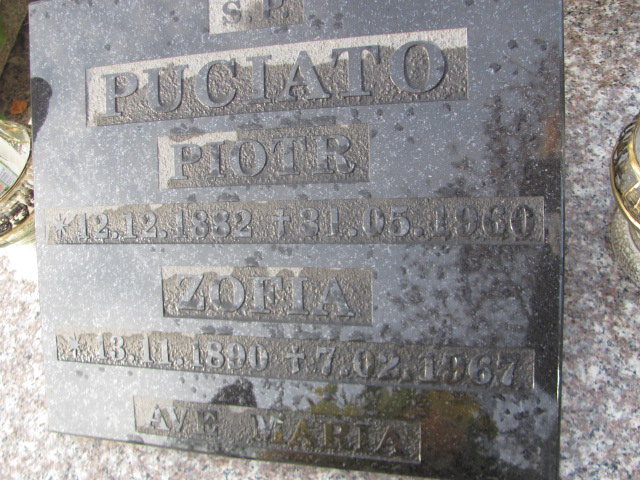 S.P.
PUCIATO
PIOTR
*12.12.1882 †31.05.1960
ZOFIA
*13.11.1890 †7.02.1967
AVE MARIA